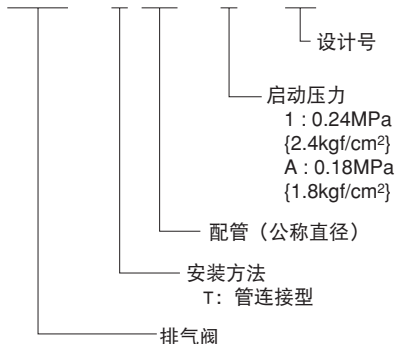 设计号
启动压力
1 : 0.24MPa
{2.4kgf/cm²}
A : 0.18MPa
{1.8kgf/cm²}
配管（公称直径）
安装方法
T：管连接型
排气阀